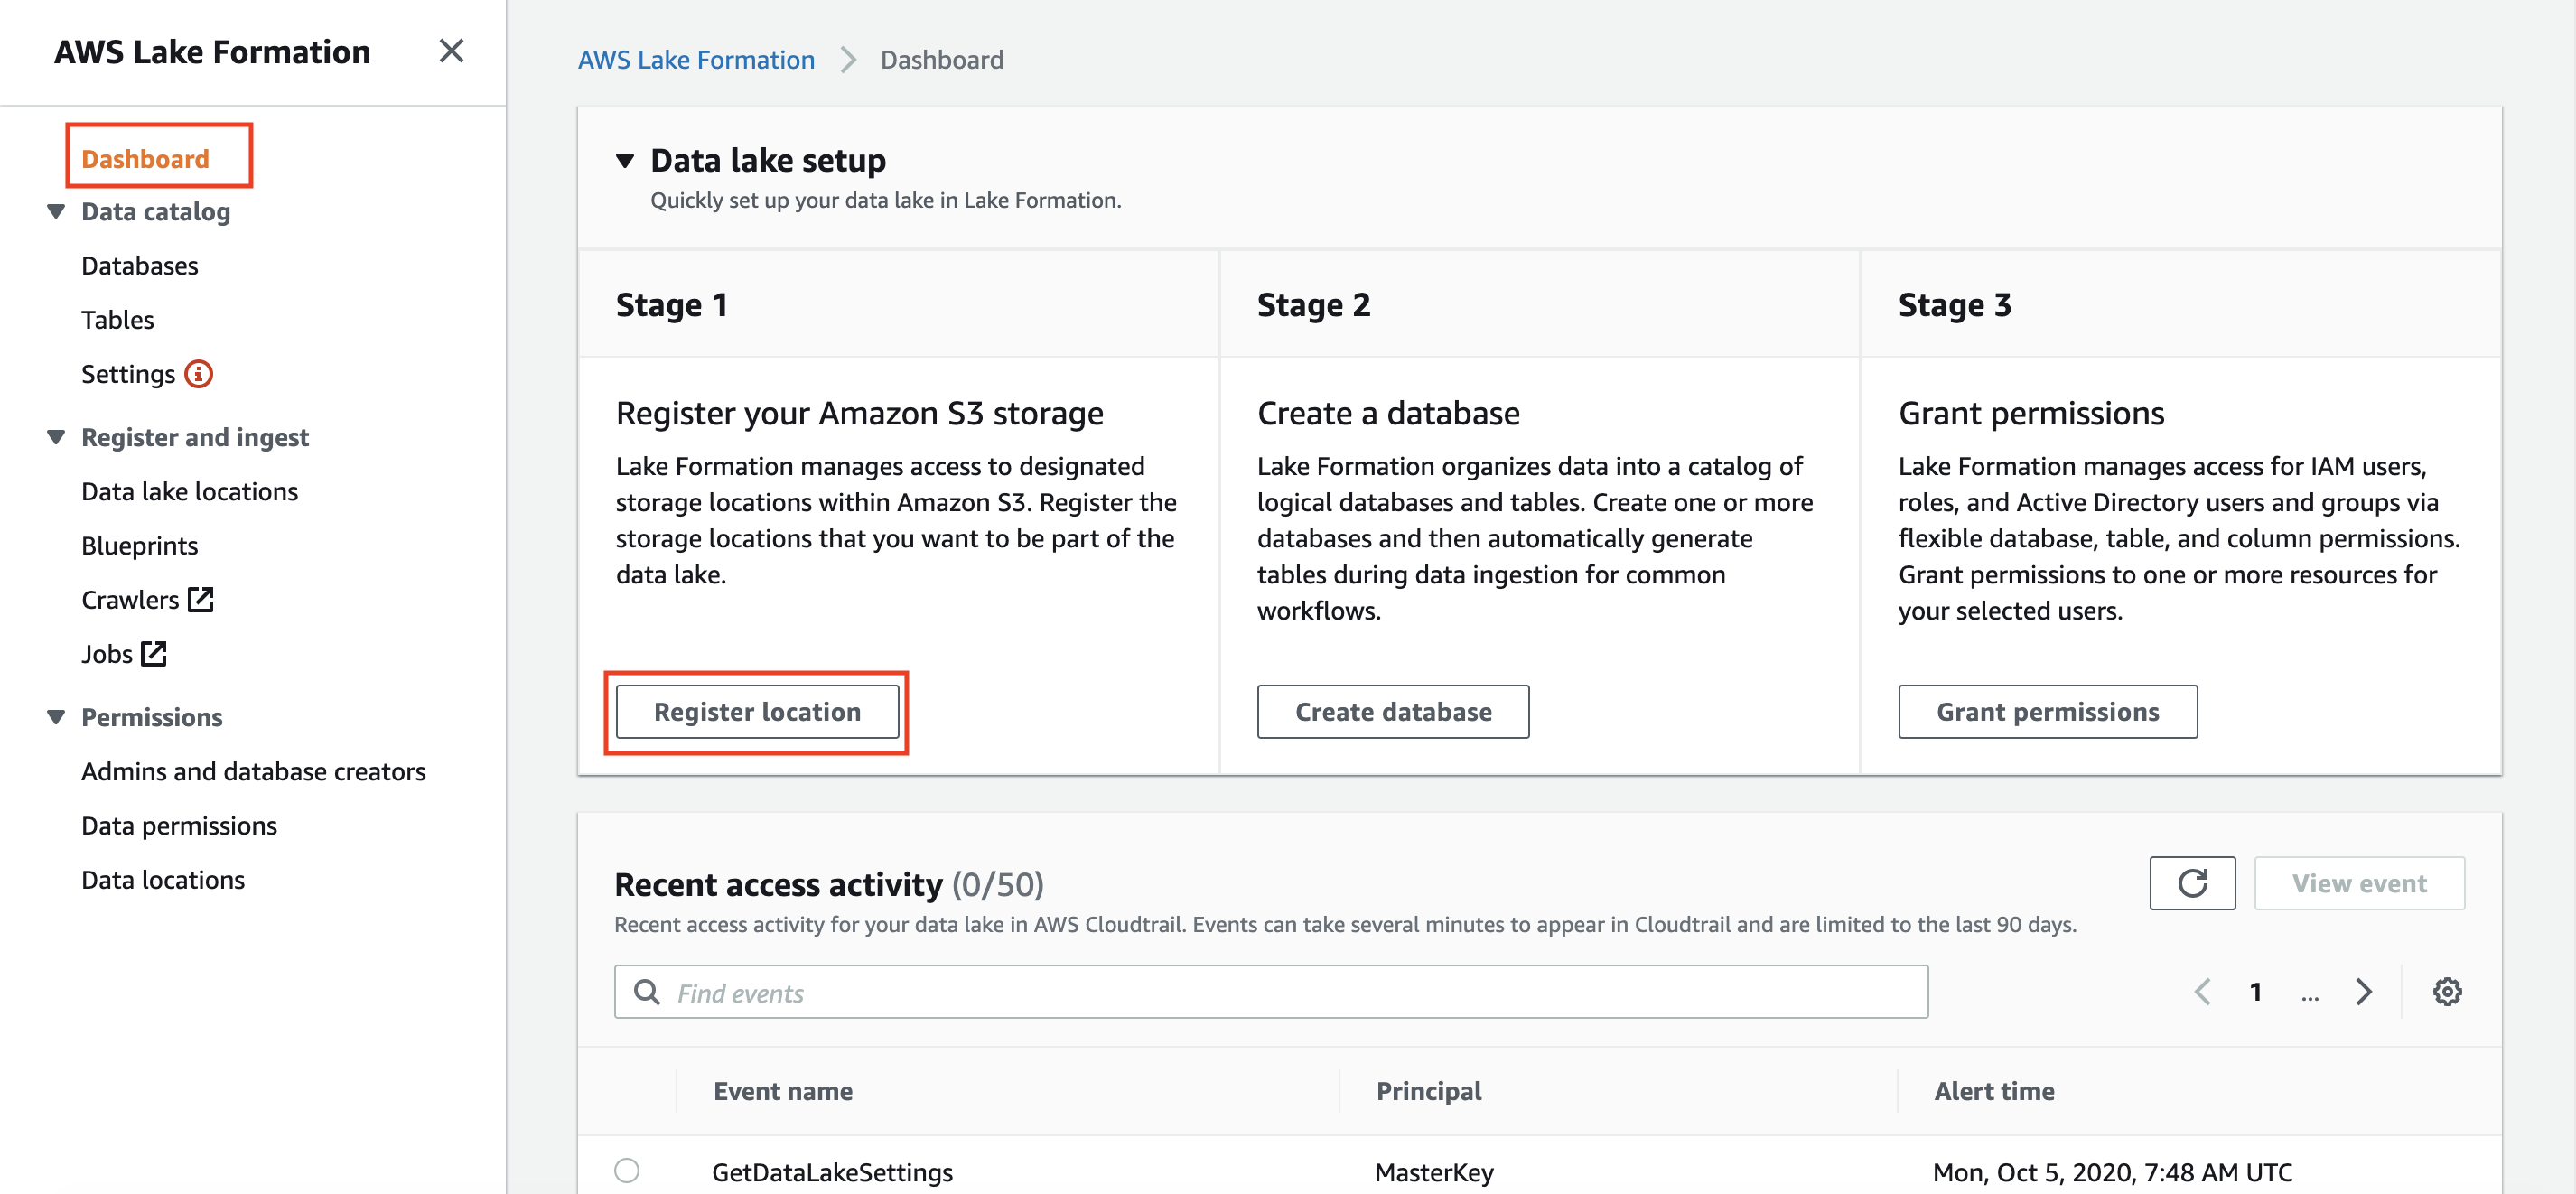 AWS Lake Formation
Dashboard
Data catalog
Databases
Tables
Settings
Register and ingest
Data lake locations
Blueprints
Crawlers
Jobs
Permissions
Admins and database creators
Data permissions
Data locations
AWS Lake Formation
Dashboard
Data lake setup
Quickly set up your data lake in Lake Formation.
Stage 1
Register your Amazon S3 storage
Lake Formation manages access to designated
storage locations within Amazon S3. Register the
storage locations that you want to be part of the
data lake.
Register location
Stage 2
Create a database
Lake Formation organizes data into a catalog of
logical databases and tables. Create one or more
databases and then automatically generate
tables during data ingestion for common
workflows.
Create database
Stage 3
Grant permissions
Lake Formation manages access for IAM users,
roles, and Active Directory users and groups via
flexible database, table, and column permissions.
Grant permissions to one or more resources for
your selected users.
Grant permissions
Recent access activity (0/50)
View event
Recent access activity for your data lake in AWS Cloudtrail. Events can take several minutes to appear in Cloudtrail and are limited to the last 90 days.
Find events
1 ...
Event name Principal Alert time
GetDataLakeSettings MasterKey Mon, Oct 5, 2020, 7:48 AM UTC